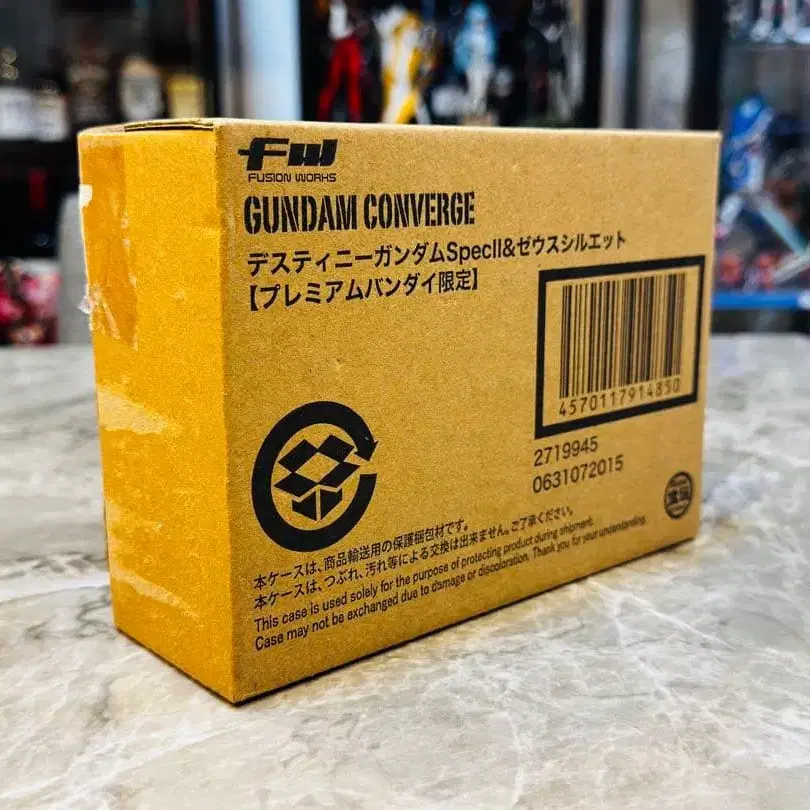 FW
FUSION WORKS
GUNDAM CONVERGE
デスティニーガンダムSpecII&ゼウスシルエット
【プレミアムバンダイ限定】
4570117914850
2719945
0631072015
本ケースは、商品輸送用の保護梱包材です。
本ケースは、つぶれ、汚れ等による交換は出来ません。ご了承ください。
This case is used solely for the purpose of protecting product during shipment.
Case may not be exchanged due to damage or discoloration. Thank you for your understanding.